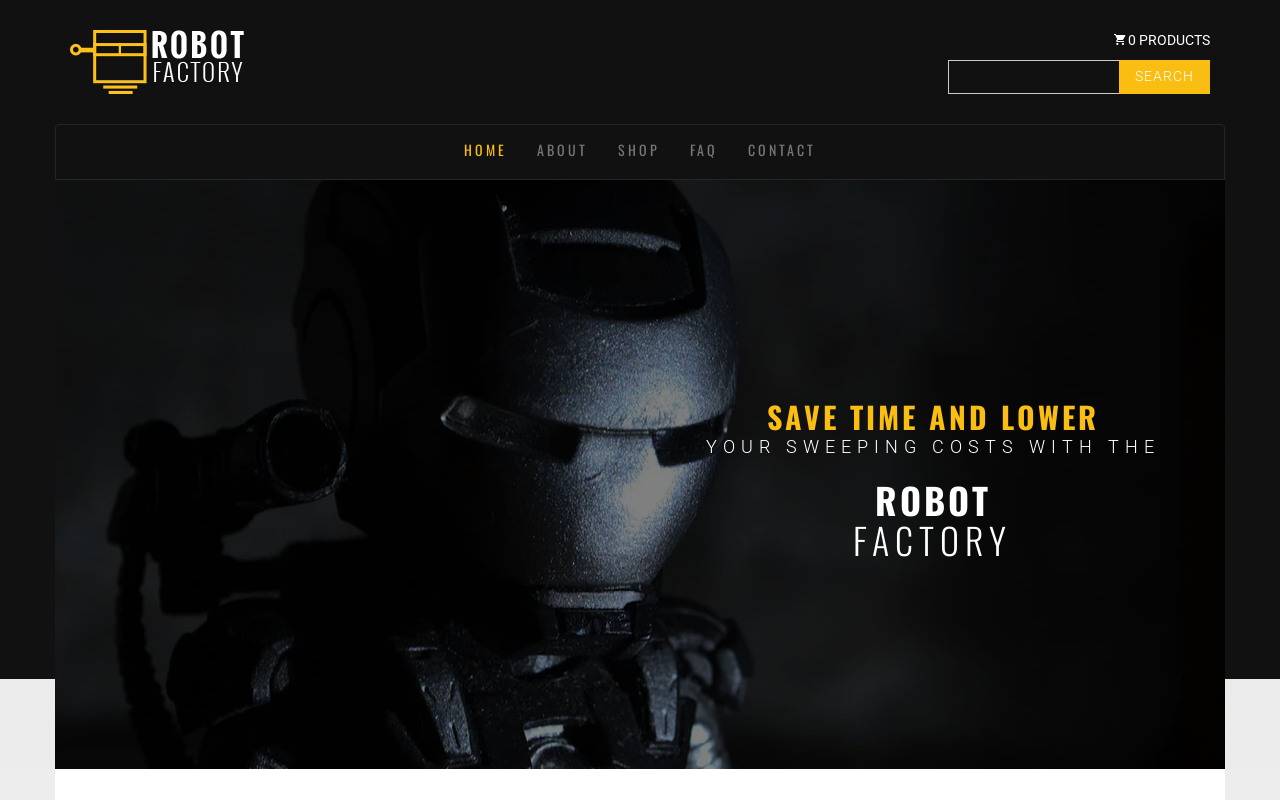 ROBOT
FACTORY
0 PRODUCTS
SEARCH
HOME ABOUT SHOP FAQ CONTACT
SAVE TIME AND LOWER
YOUR SWEEPING COSTS WITH THE
ROBOT
FACTORY